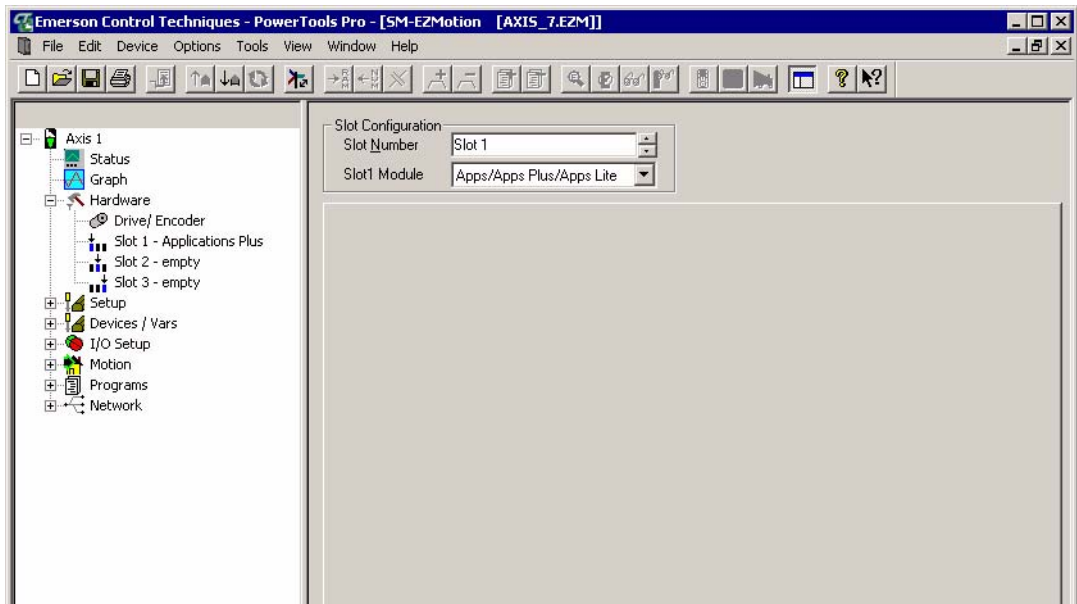 Emerson Control Techniques - PowerTools Pro - [SM-EZMotion [AXIS_7.EZM]]
File Edit Device Options Tools View Window Help
Axis 1
Status
Graph
Hardware
Drive/ Encoder
Slot 1 - Applications Plus
Slot 2 - empty
Slot 3 - empty
Setup
Devices / Vars
I/O Setup
Motion
Programs
Network
Slot Configuration
Slot Number Slot 1
Slot1 Module Apps/Apps Plus/Apps Lite